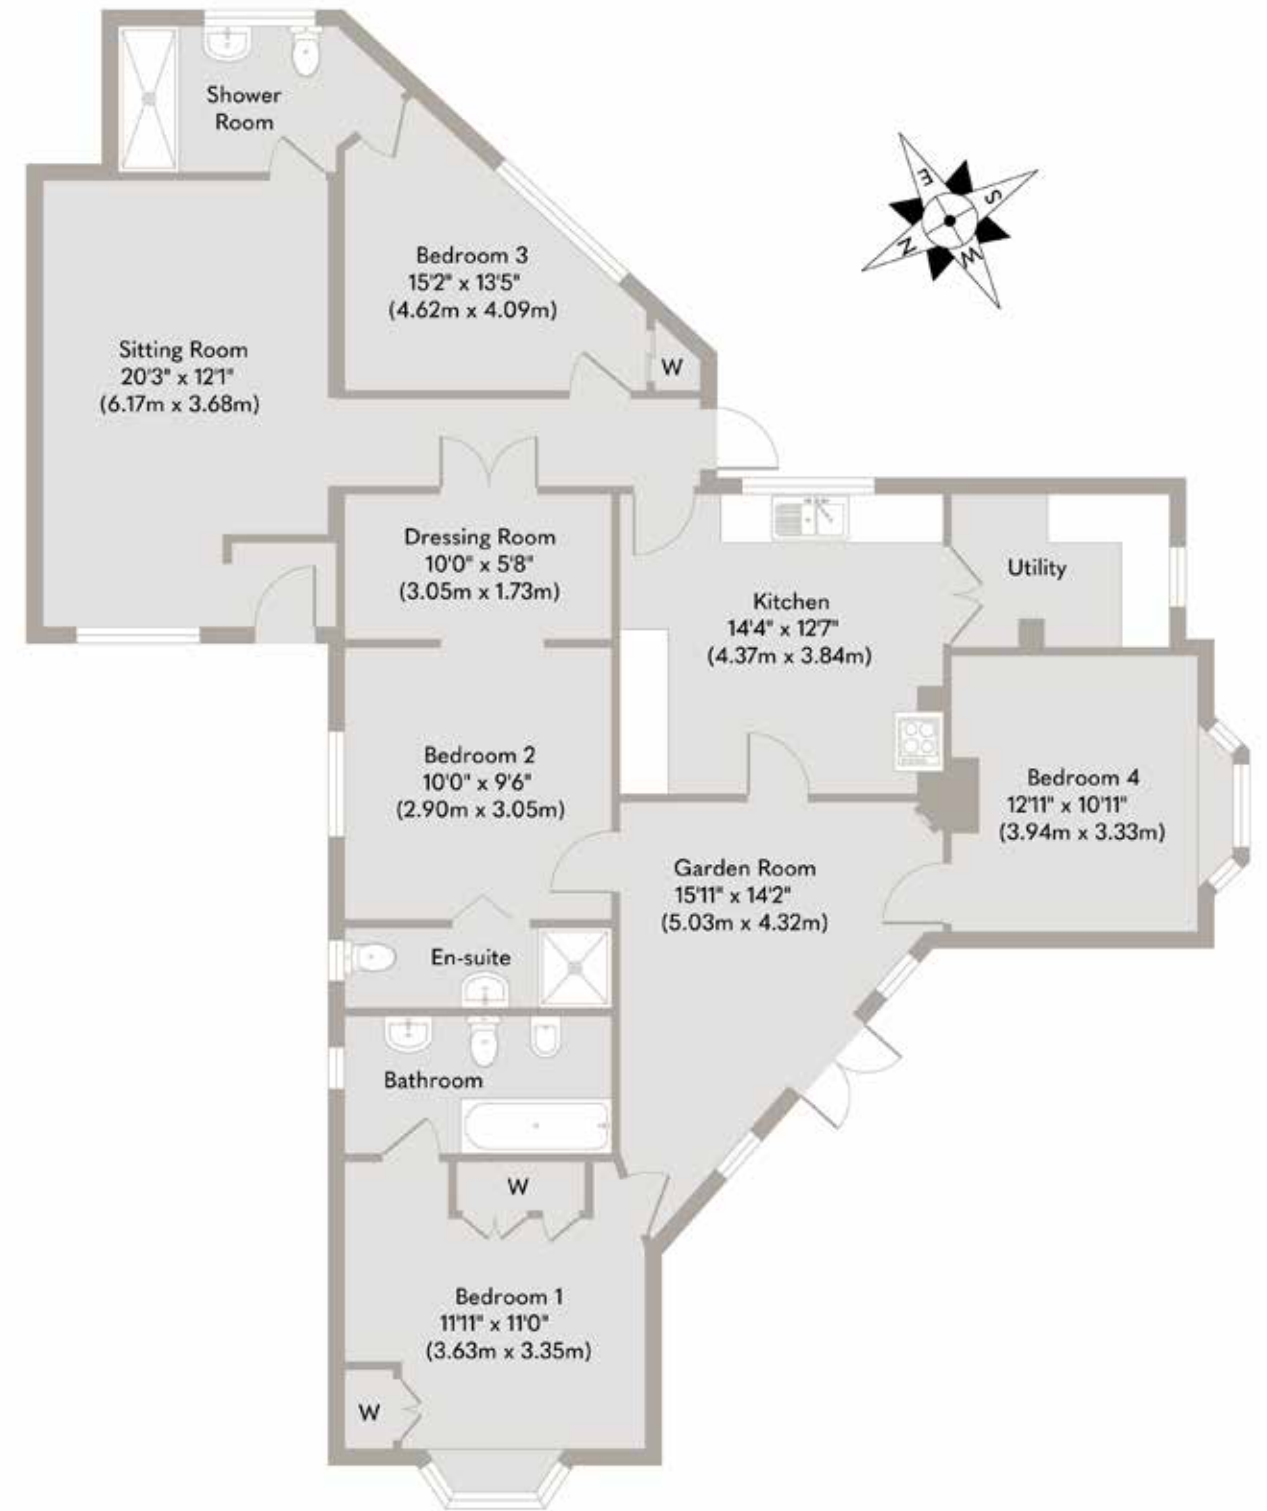 Shower
Room
E
S
N
W
Bedroom 3
15'2" x 13'5"
(4.62m x 4.09m)
W
Sitting Room
20'3" x 12'1"
(6.17m x 3.68m)
Dressing Room
10'0" x 5'8"
(3.05m x 1.73m)
Utility
Kitchen
14'4" x 12'7"
(4.37m x 3.84m)
Bedroom 2
10'0" x 9'6"
(2.90m x 3.05m)
Bedroom 4
12'11" x 10'11"
(3.94m x 3.33m)
Garden Room
15'11" x 14'2"
(5.03m x 4.32m)
En-suite
Bathroom
W
Bedroom 1
11'11" x 11'0"
(3.63m x 3.35m)
W